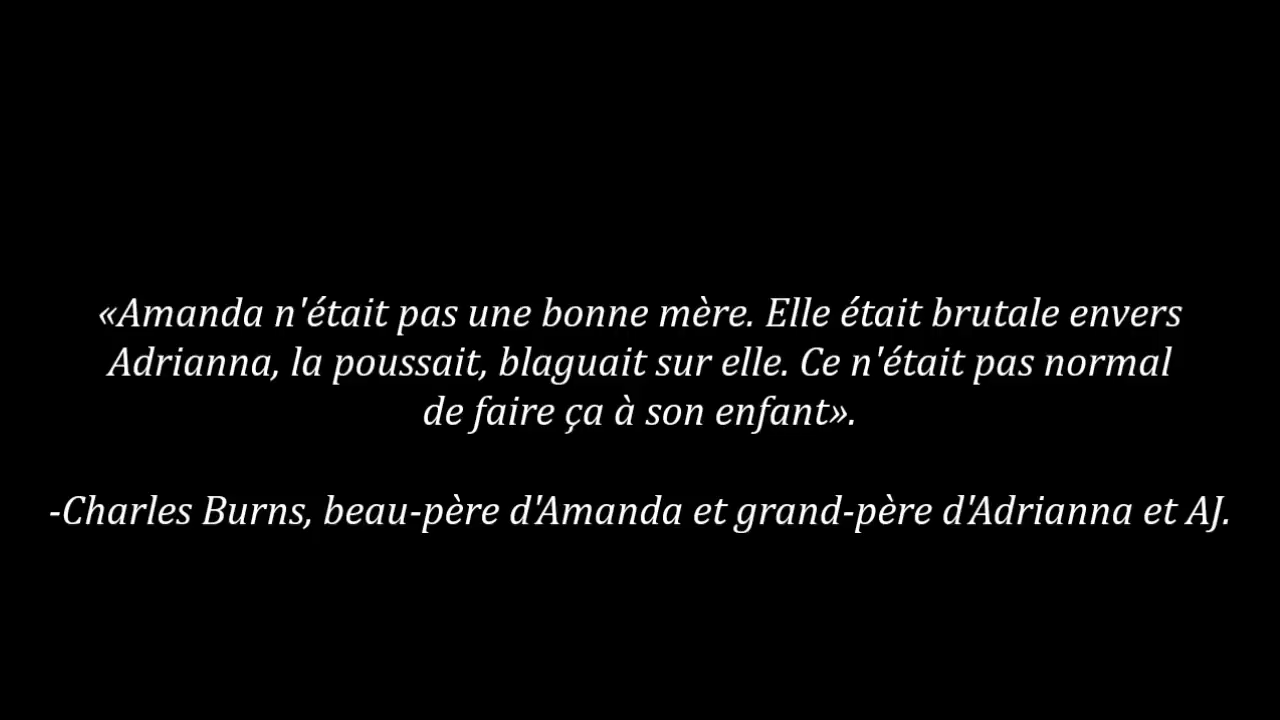 «Amanda n'était pas une bonne mère. Elle était brutale envers
Adrianna, la poussait, blaguait sur elle. Ce n'était pas normal
de faire ça à son enfant».
-Charles Burns, beau-père d'Amanda et grand-père d'Adrianna et AJ.